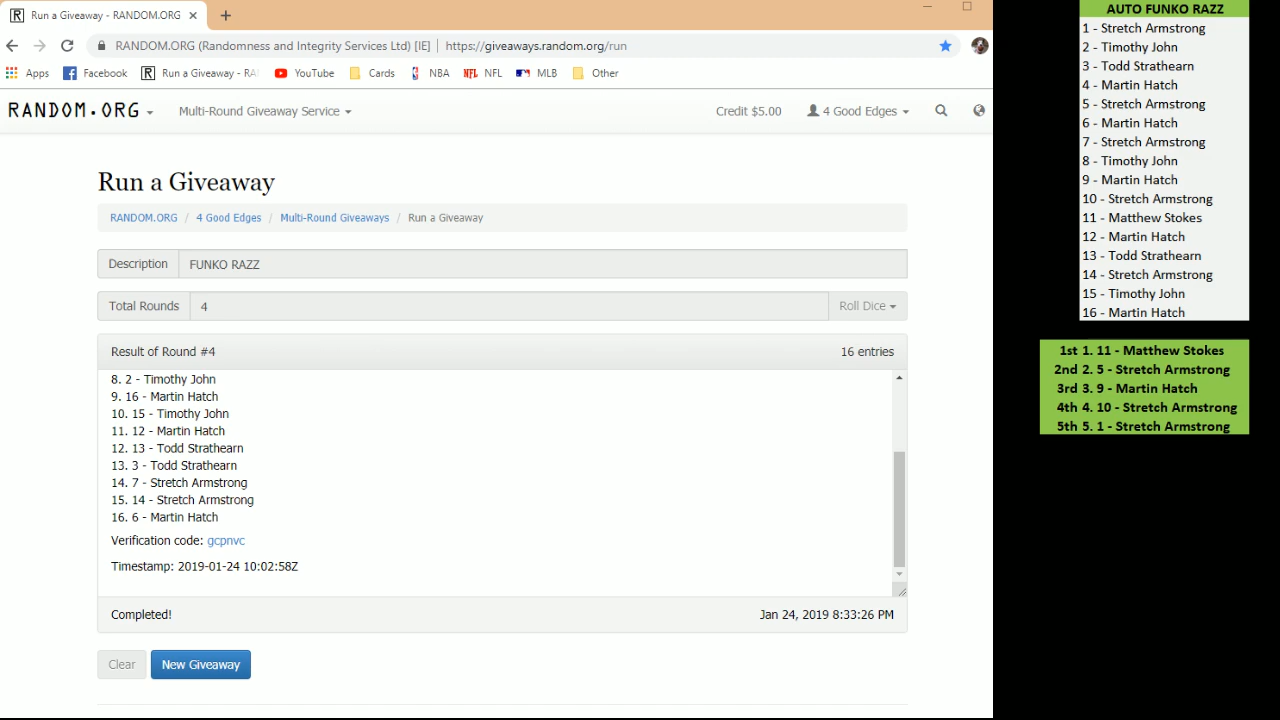 Run a Giveaway - RANDOM.ORG
RANDOM.ORG (Randomness and Integrity Services Ltd) [IE] https://giveaways.random.org/run
Apps Facebook Run a Giveaway - RA YouTube Cards NBA NFL MLB Other
RANDOM.ORG Multi-Round Giveaway Service Credit $5.00 4 Good Edges
Run a Giveaway
RANDOM.ORG / 4 Good Edges / Multi-Round Giveaways / Run a Giveaway
Description FUNKO RAZZ
Total Rounds 4 Roll Dice
Result of Round #4 16 entries
8. 2 - Timothy John
9. 16 - Martin Hatch
10. 15 - Timothy John
11. 12 - Martin Hatch
12. 13 - Todd Strathearn
13. 3 - Todd Strathearn
14. 7 - Stretch Armstrong
15. 14 - Stretch Armstrong
16. 6 - Martin Hatch
Verification code: gcpnvc
Timestamp: 2019-01-24 10:02:58Z
Completed! Jan 24, 2019 8:33:26 PM
Clear New Giveaway
AUTO FUNKO RAZZ
1 - Stretch Armstrong
2 - Timothy John
3 - Todd Strathearn
4 - Martin Hatch
5 - Stretch Armstrong
6 - Martin Hatch
7 - Stretch Armstrong
8 - Timothy John
9 - Martin Hatch
10 - Stretch Armstrong
11 - Matthew Stokes
12 - Martin Hatch
13 - Todd Strathearn
14 - Stretch Armstrong
15 - Timothy John
16 - Martin Hatch
1st 1. 11 - Matthew Stokes
2nd 2. 5 - Stretch Armstrong
3rd 3. 9 - Martin Hatch
4th 4. 10 - Stretch Armstrong
5th 5. 1 - Stretch Armstrong